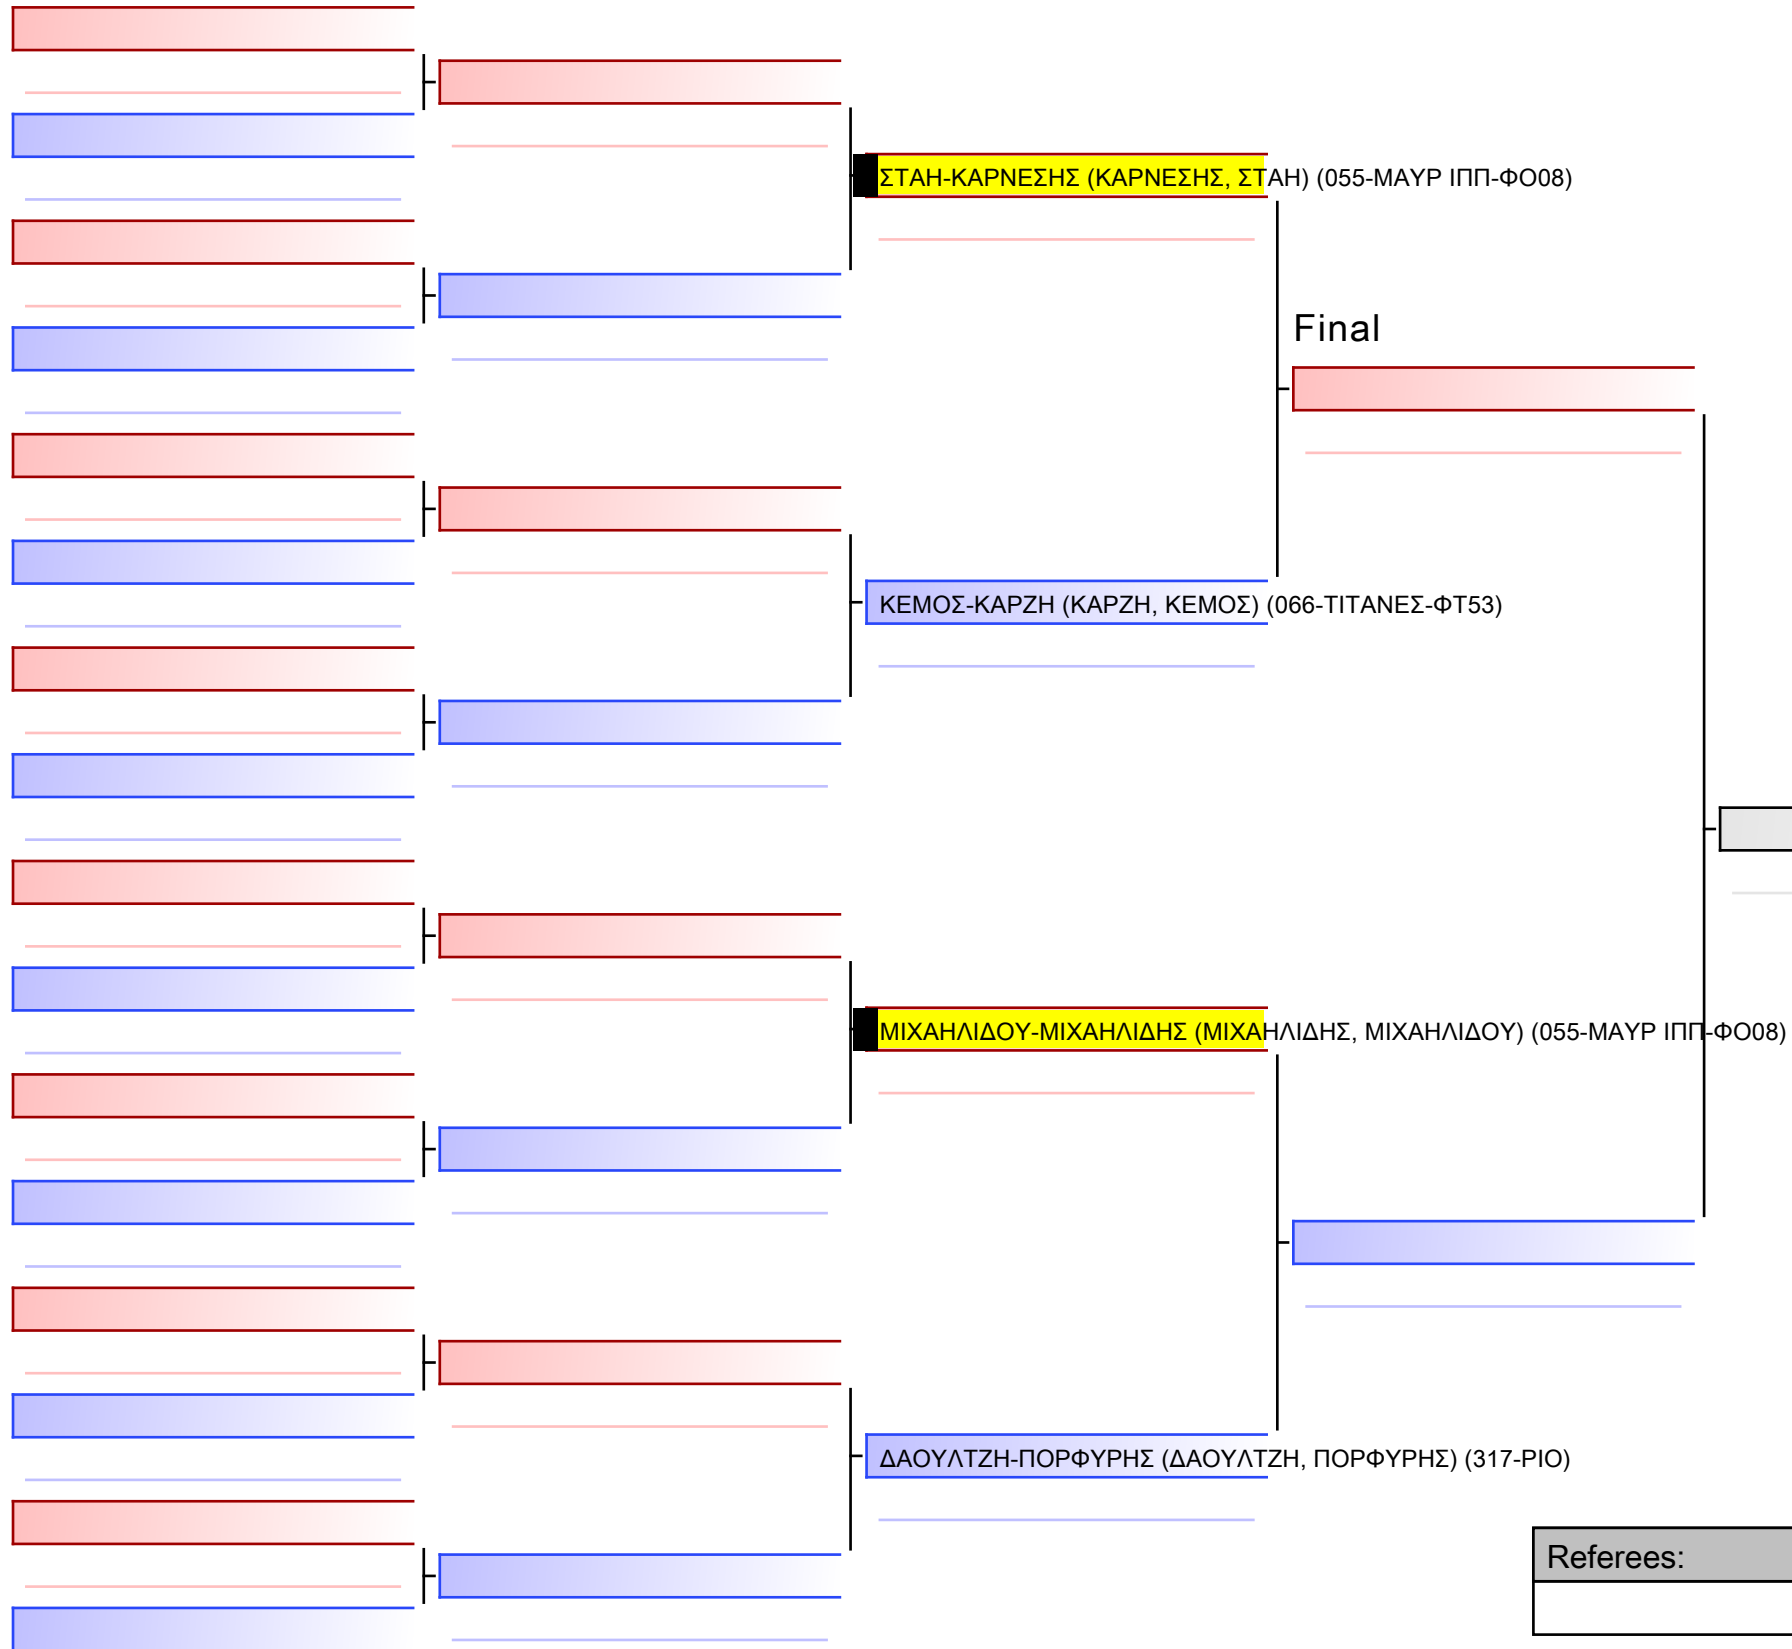 ΣΤΑΗ-ΚΑΡΝΕΣΗΣ (ΚΑΡΝΕΣΗΣ, ΣΤΑΗ) (055-ΜΑΥΡ ΙΠΠ-ΦΟ08)
Final
ΚΕΜΟΣ-ΚΑΡΖΗ (ΚΑΡΖΗ, ΚΕΜΟΣ) (066-ΤΙΤΑΝΕΣ-ΦΤ53)
ΜΙΧΑΗΛΙΔΟΥ-ΜΙΧΑΗΛΙΔΗΣ (ΜΙΧΑΗΛΙΔΗΣ, ΜΙΧΑΗΛΙΔΟΥ) (055-ΜΑΥΡ ΙΠΠ-ΦΟ08)
ΔΑΟΥΛΤΖΗ-ΠΟΡΦΥΡΗΣ (ΔΑΟΥΛΤΖΗ, ΠΟΡΦΥΡΗΣ) (317-ΡΙΟ)
Referees: